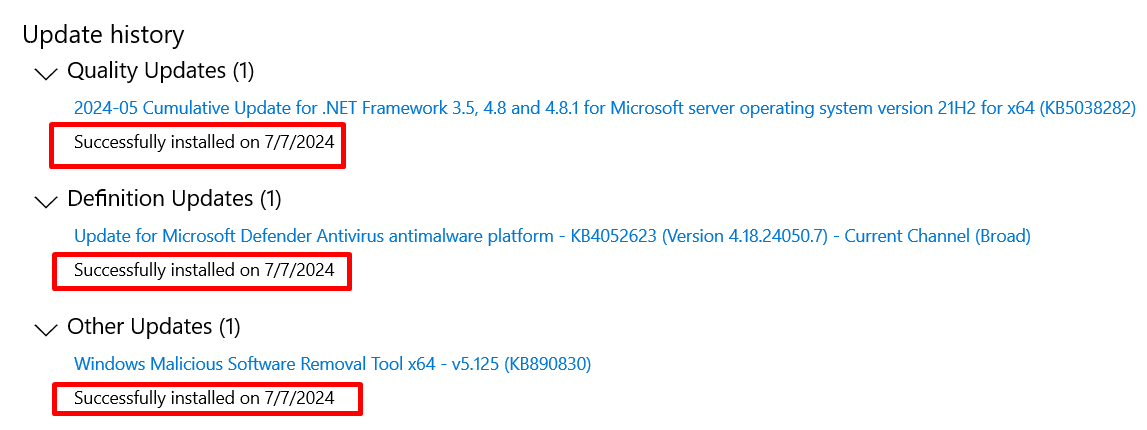 Update history
Quality Updates (1)
2024-05 Cumulative Update for .NET Framework 3.5, 4.8 and 4.8.1 for Microsoft server operating system version 21H2 for x64 (KB5038282)
Successfully installed on 7/7/2024
Definition Updates (1)
Update for Microsoft Defender Antivirus antimalware platform - KB4052623 (Version 4.18.24050.7) - Current Channel (Broad)
Successfully installed on 7/7/2024
Other Updates (1)
Windows Malicious Software Removal Tool x64 - v5.125 (KB890830)
Successfully installed on 7/7/2024